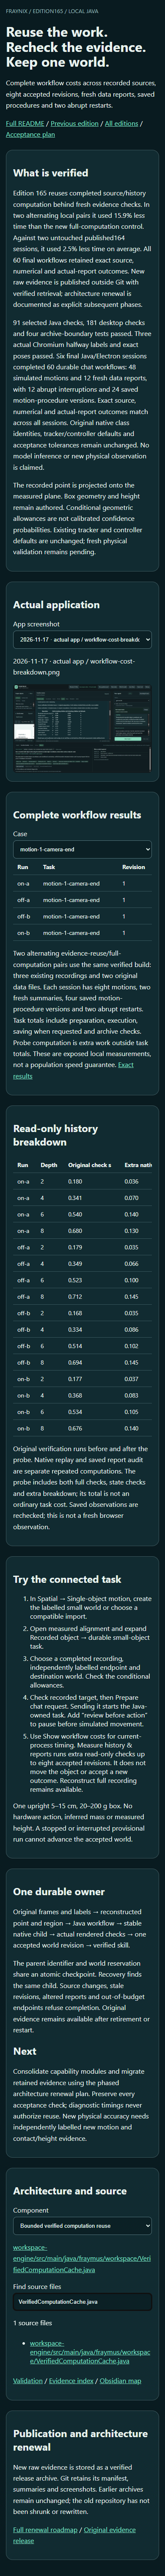 FRAYNIX / EDITION165 / LOCAL JAVA
Reuse the work.
Recheck the evidence.
Keep one world.
Complete workflow costs across recorded sources,
eight accepted revisions, fresh data reports, saved
procedures and two abrupt restarts.
Full README / Previous edition / All editions /
Acceptance plan
What is verified
Edition 165 reuses completed source/history
computation behind fresh evidence checks. In
two alternating local pairs it used 15.9% less
time than the new full-computation control.
Against two untouched published164
sessions, it used 2.5% less time on average. All
60 final workflows retained exact source,
numerical and actual-report outcomes. New
raw evidence is published outside Git with
verified retrieval; architecture renewal is
documented as explicit subsequent phases.
91 selected Java checks, 181 desktop checks
and four archive-boundary tests passed. Three
actual Chromium halfway labels and exact
poses passed. Six final Java/Electron sessions
completed 60 durable chat workflows: 48
simulated motions and 12 fresh data reports,
with 12 abrupt interruptions and 24 saved
motion-procedure versions. Exact source,
numerical and actual-report outcomes match
across all sessions. Original native class
identities, tracker/controller defaults and
acceptance tolerances remain unchanged. No
model inference or new physical observation
is claimed.
The recorded point is projected onto the
measured plane. Box geometry and height
remain authored. Conditional geometric
allowances are not calibrated confidence
probabilities. Existing tracker and controller
defaults are unchanged; fresh physical
validation remains pending.
Actual application
App screenshot
2026-11-17 · actual app / workflow-cost-breakdo
2026-11-17 · actual app / workflow-cost-
breakdown.png
Complete workflow results
Case
motion-1-camera-end
Run Task Revision
on-a motion-1-camera-end 1
off-a motion-1-camera-end 1
off-b motion-1-camera-end 1
on-b motion-1-camera-end 1
Two alternating evidence-reuse/full-
computation pairs use the same verified build:
three existing recordings and two original
data files. Each session has eight motions, two
fresh summaries, four saved motion-
procedure versions and two abrupt restarts.
Task totals include preparation, execution,
saving when requested and archive checks.
Probe computation is extra work outside task
totals. These are exposed local measurements,
not a population speed guarantee. Exact
results
Read-only history
breakdown
Run Depth Original check s Extra nativ
on-a 2 0.180 0.036
on-a 4 0.341 0.070
on-a 6 0.540 0.140
on-a 8 0.680 0.130
off-a 2 0.179 0.035
off-a 4 0.349 0.066
off-a 6 0.523 0.100
off-a 8 0.712 0.145
off-b 2 0.168 0.035
off-b 4 0.334 0.086
off-b 6 0.514 0.102
off-b 8 0.694 0.145
on-b 2 0.177 0.037
on-b 4 0.368 0.083
on-b 6 0.534 0.105
on-b 8 0.676 0.140
Original verification runs before and after the
probe. Native replay and saved report audit
are separate repeated computations. The
probe includes both full checks, state checks
and extra breakdown; its total is not an
ordinary task cost. Saved observations are
rechecked; this is not a fresh browser
observation.
Try the connected task
1. In Spatial → Single-object motion, create
the labelled small world or choose a
compatible import.
2. Open measured alignment and expand
Recorded object → durable small-object
task.
3. Choose a completed recording,
independently labelled endpoint and
destination world. Check the conditional
allowances.
4. Check recorded target, then Prepare
chat request. Sending it starts the Java-
owned task. Add "review before action"
to pause before simulated movement.
5. Use Show workflow costs for current-
process timing. Measure history &
reports runs extra read-only checks up
to eight accepted revisions. It does not
move the object or accept a new
outcome. Reconstruct full recording
remains available.
One upright 5–15 cm, 20–200 g box. No
hardware action, inferred mass or measured
height. A stopped or interrupted provisional
run cannot advance the accepted world.
One durable owner
Original frames and labels → reconstructed
point and region → Java workflow → stable
native child → actual rendered checks → one
accepted world revision → verified skill.
The parent identifier and world reservation
share an atomic checkpoint. Recovery finds
the same child. Source changes, stale
revisions, altered reports and out-of-budget
endpoints refuse completion. Original
evidence remains available after retirement or
restart.
Next
Consolidate capability modules and migrate
retained evidence using the phased
architecture renewal plan. Preserve every
acceptance check; diagnostic timings never
authorize reuse. New physical accuracy needs
independently labelled new motion and
contact/height evidence.
Architecture and source
Component
Bounded verified computation reuse
workspace-
engine/src/main/java/fraymus/workspace/Veri
fiedComputationCache.java
Find source files
VerifiedComputationCache.java
1 source files
workspace-
engine/src/main/java/fraymus/workspac
e/VerifiedComputationCache.java
Validation / Evidence index / Obsidian map
Publication and architecture
renewal
New raw evidence is stored as a verified
release archive. Git retains its manifest,
summaries and screenshots. Earlier archives
remain unchanged; the old repository has not
been shrunk or rewritten.
Full renewal roadmap / Original evidence
release